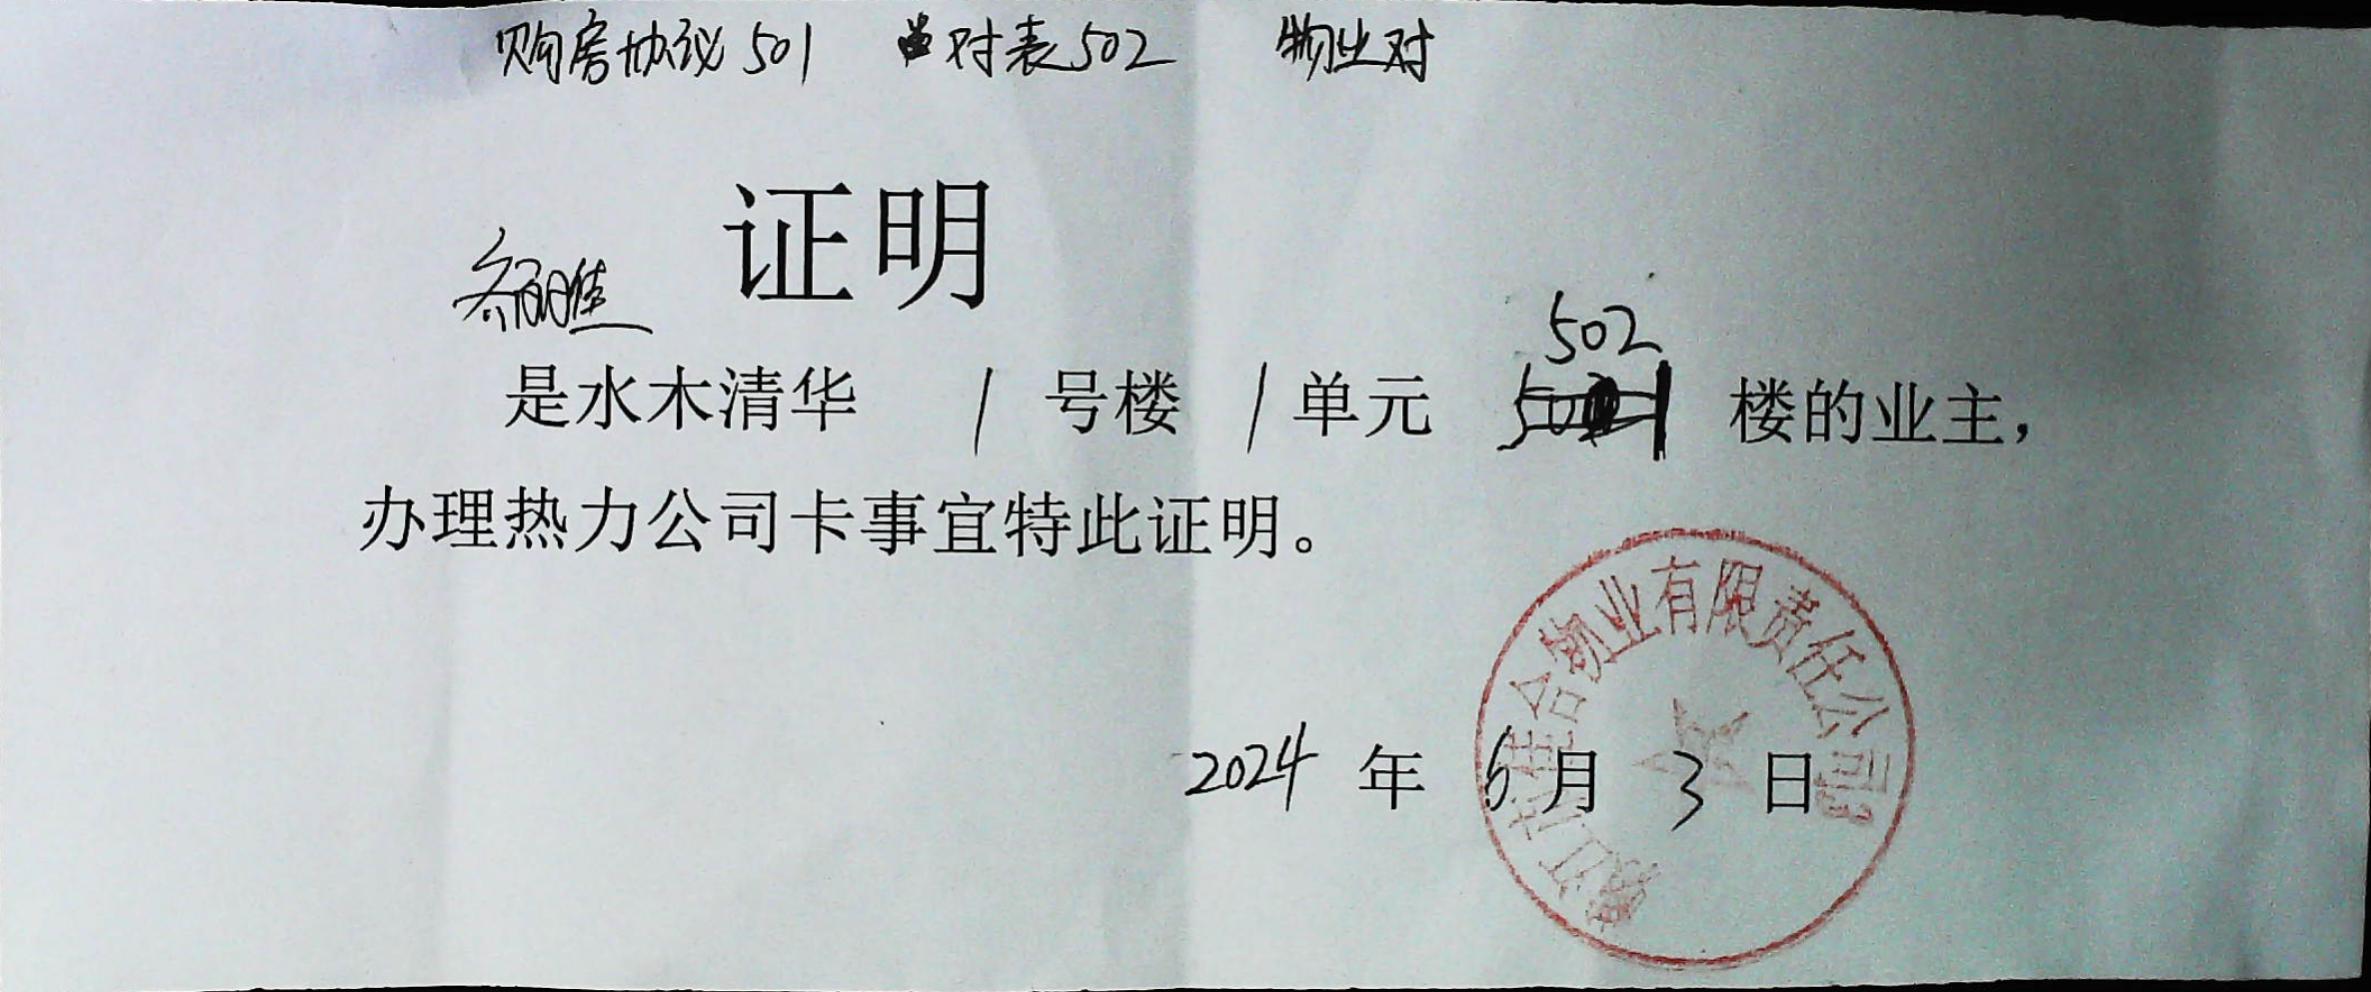 购房协议501 对表502 物业对
证明
502
是水木清华 1 号楼 1 单元 楼的业主，
办理热力公司卡事宜特此证明。
佳合物业有限责任公司
2024 年 6 月 3 日